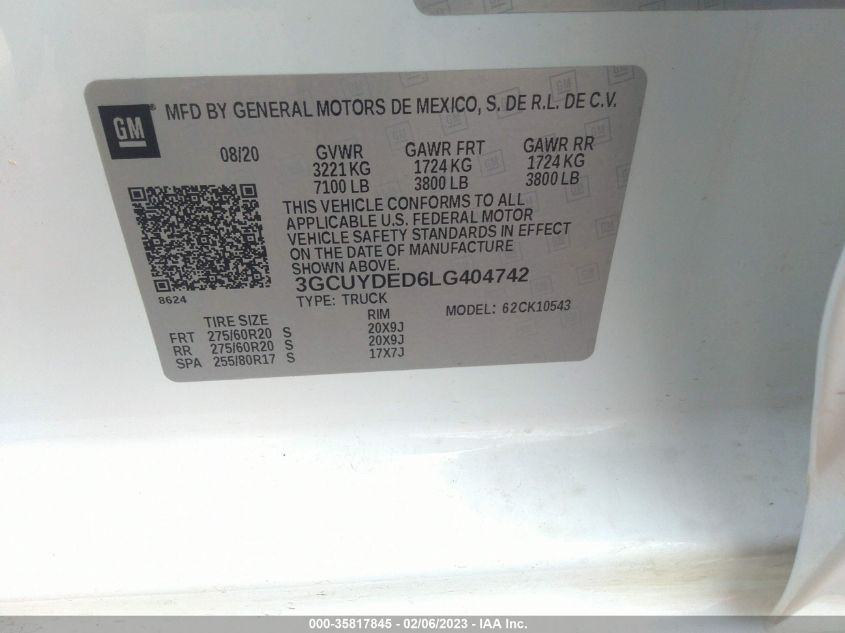 GM
®
MFD BY GENERAL MOTORS DE MEXICO, S. DE R.L. DE C.V.
08/20 GVWR GAWR FRT GAWR RR
3221 KG 1724 KG 1724 KG
7100 LB 3800 LB 3800 LB
THIS VEHICLE CONFORMS TO ALL
APPLICABLE U.S. FEDERAL MOTOR
VEHICLE SAFETY STANDARDS IN EFFECT
ON THE DATE OF MANUFACTURE
SHOWN ABOVE.
3GCUYDED6LG404742
8624 TYPE: TRUCK MODEL: 62CK10543
TIRE SIZE RIM
FRT 275/60R20 S 20X9J
RR 275/60R20 S 20X9J
SPA 255/80R17 S 17X7J
000-35817845 - 02/06/2023 - IAA Inc.